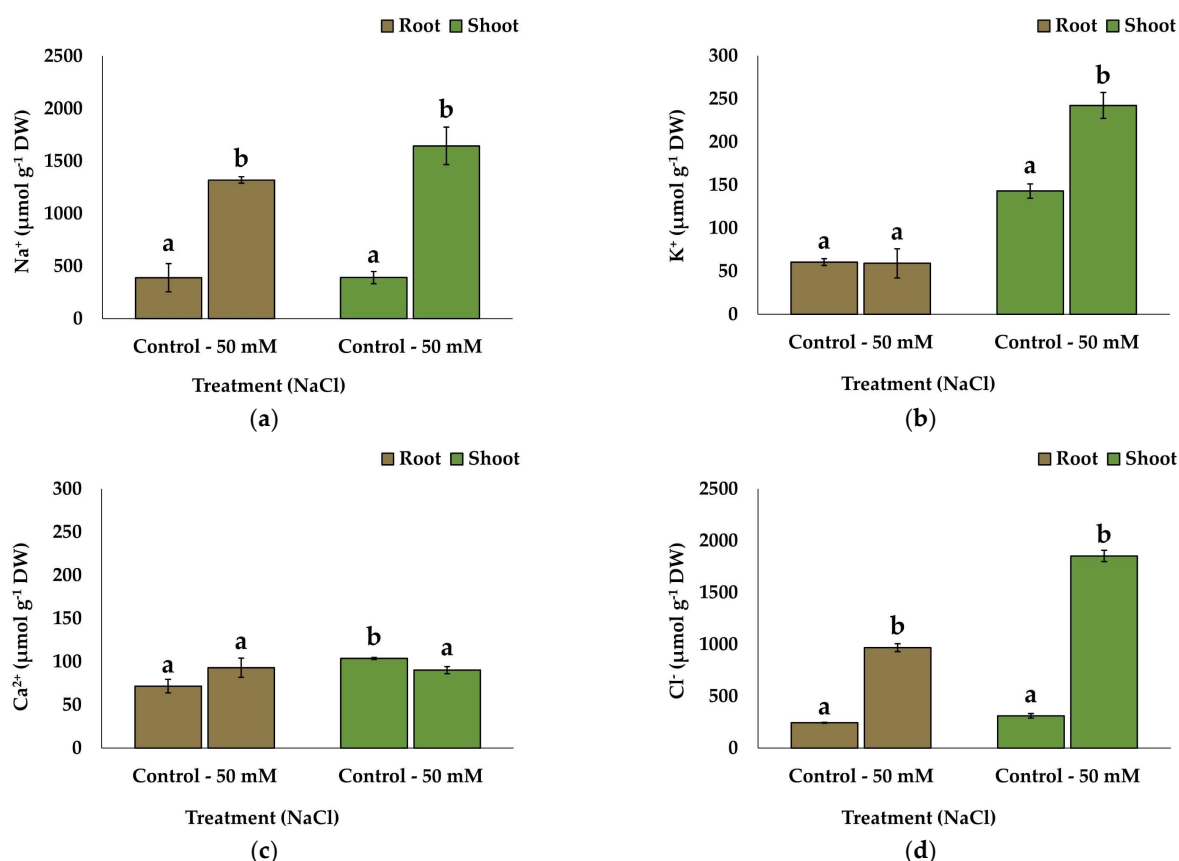 Root Shoot
2500
2000
1500
1000
500
0
Na⁺ (µmol g⁻¹ DW)
a
b
a
b
Control - 50 mM
Control - 50 mM
Treatment (NaCl)
(a)
Root Shoot
300
250
200
150
100
50
0
K⁺ (µmol g⁻¹ DW)
a
a
a
b
Control - 50 mM
Control - 50 mM
Treatment (NaCl)
(b)
Root Shoot
300
250
200
150
100
50
0
Ca²⁺ (µmol g⁻¹ DW)
a
a
b
a
Control - 50 mM
Control - 50 mM
Treatment (NaCl)
(c)
Root Shoot
2500
2000
1500
1000
500
0
Cl⁻ (µmol g⁻¹ DW)
a
b
a
b
Control - 50 mM
Control - 50 mM
Treatment (NaCl)
(d)